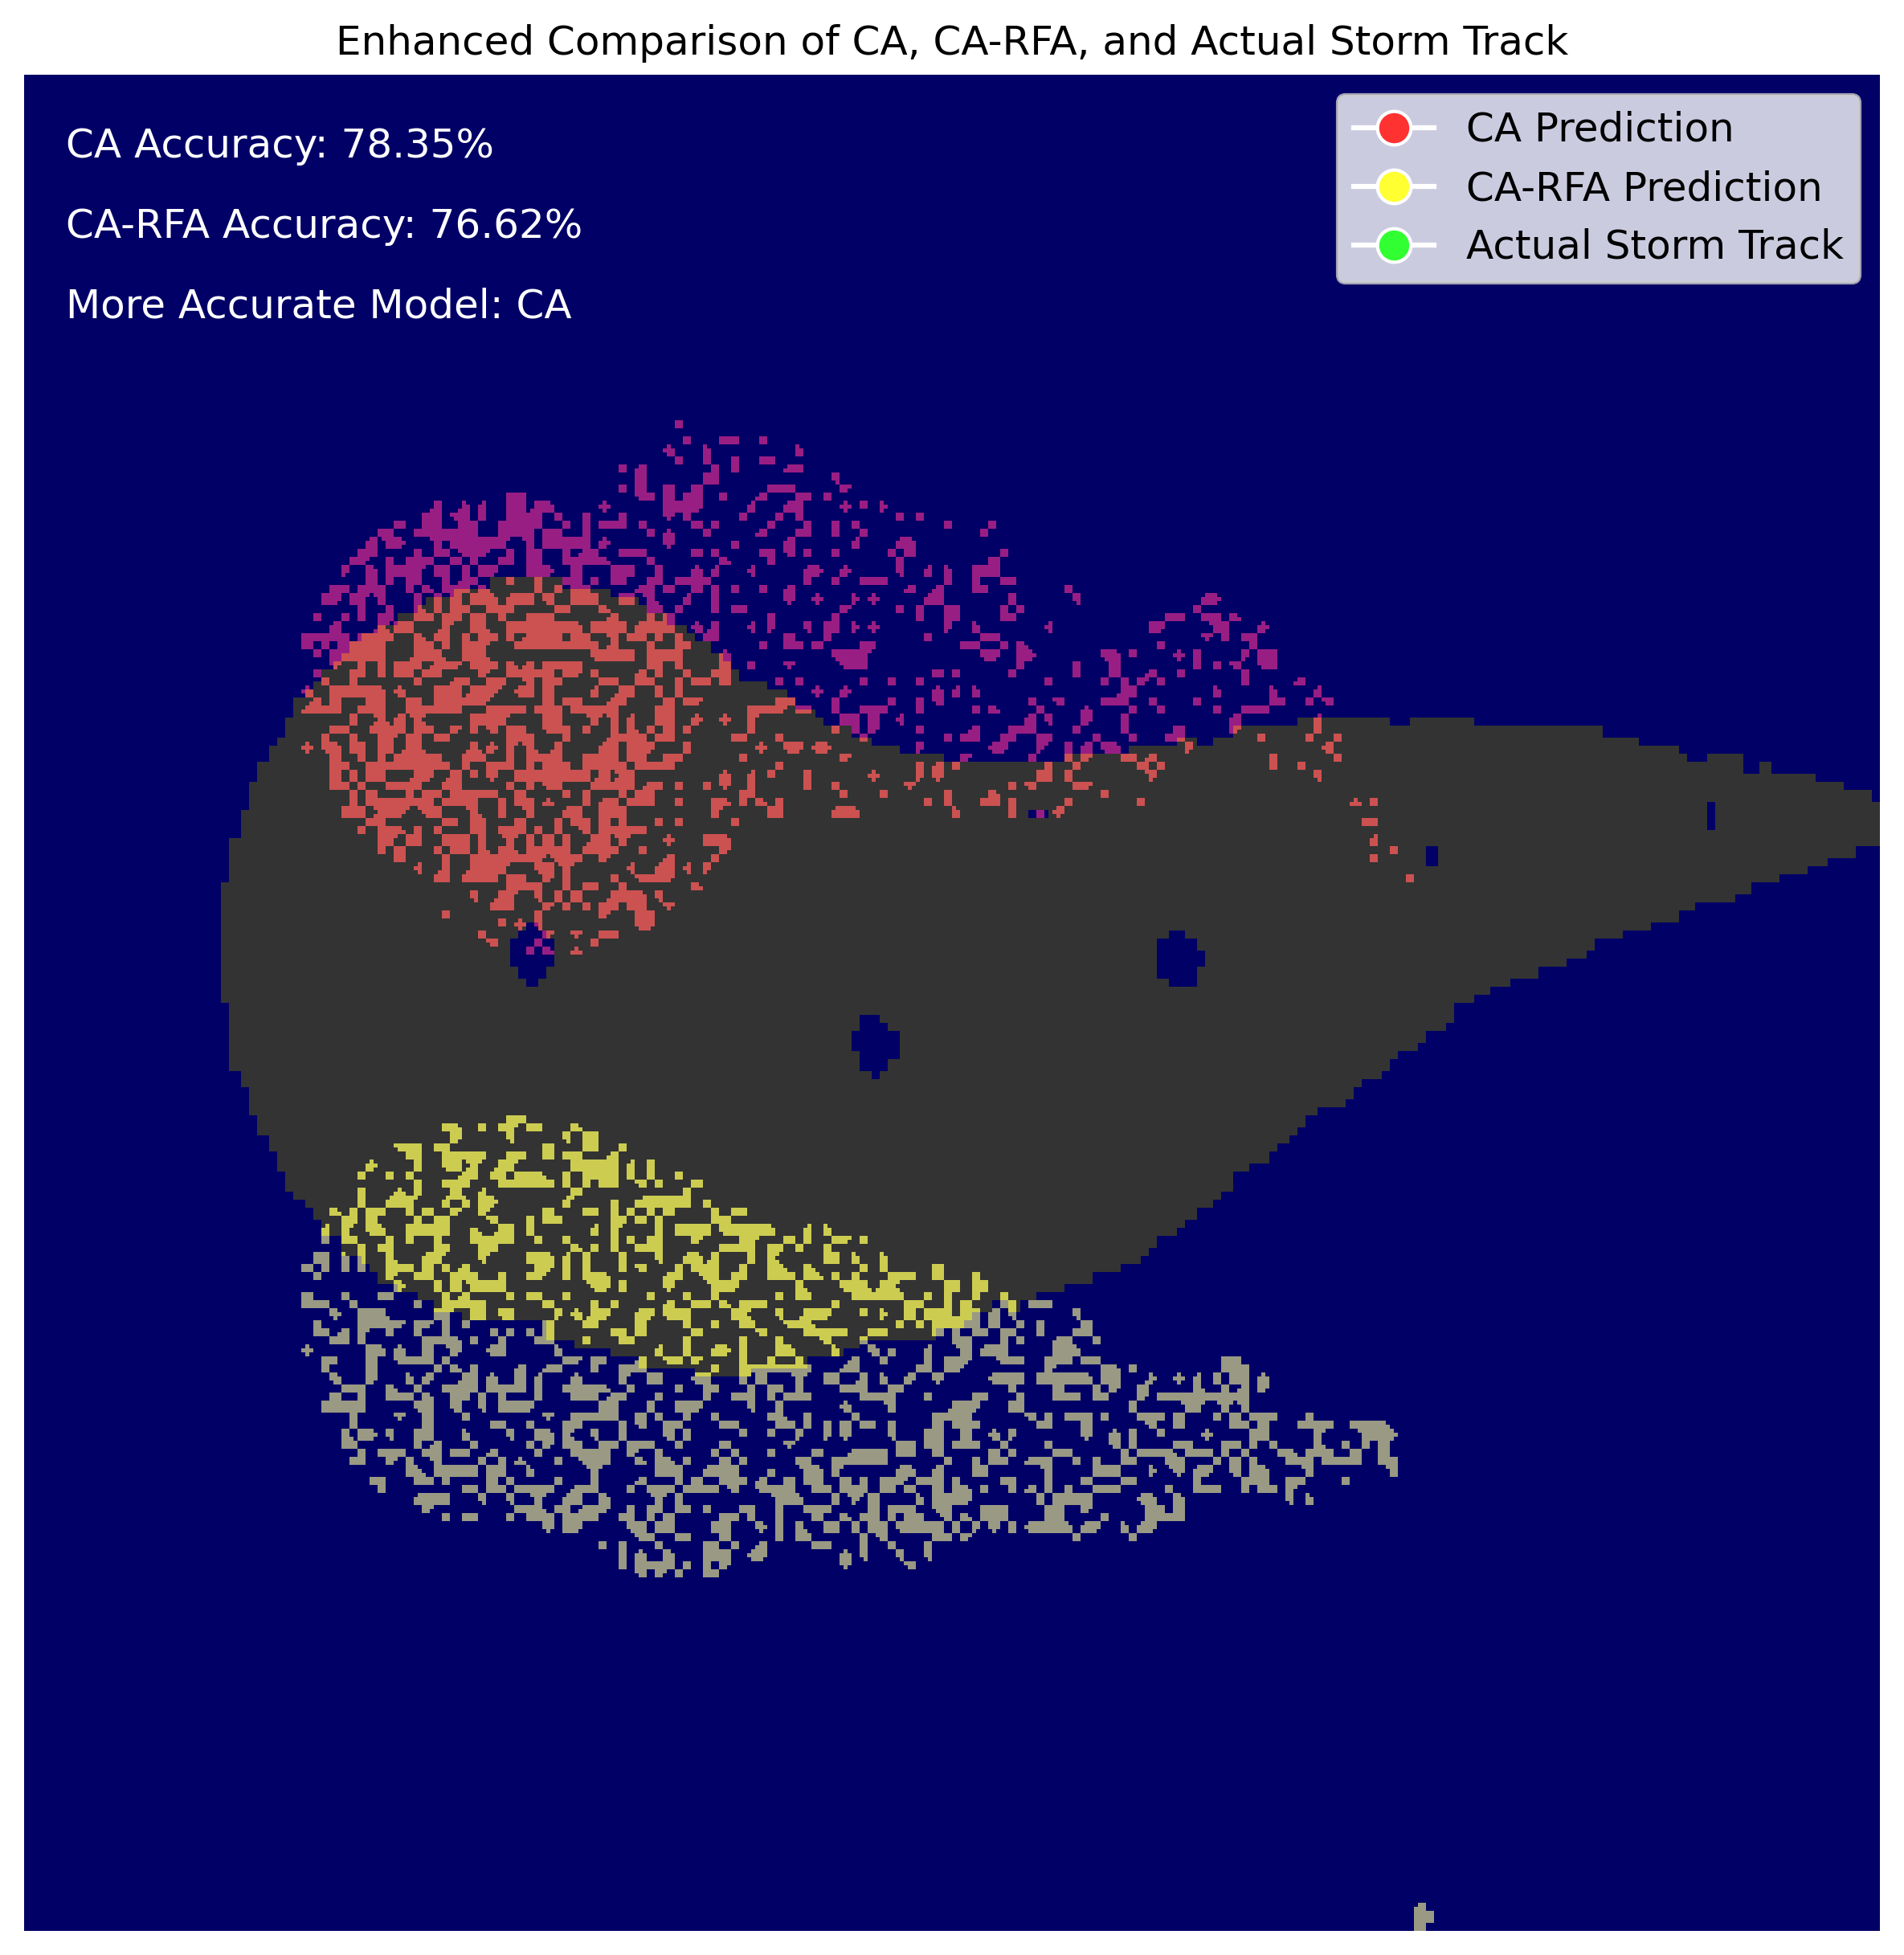 Enhanced Comparison of CA, CA-RFA, and Actual Storm Track
CA Accuracy: 78.35%
CA-RFA Accuracy: 76.62%
More Accurate Model: CA
CA Prediction
CA-RFA Prediction
Actual Storm Track